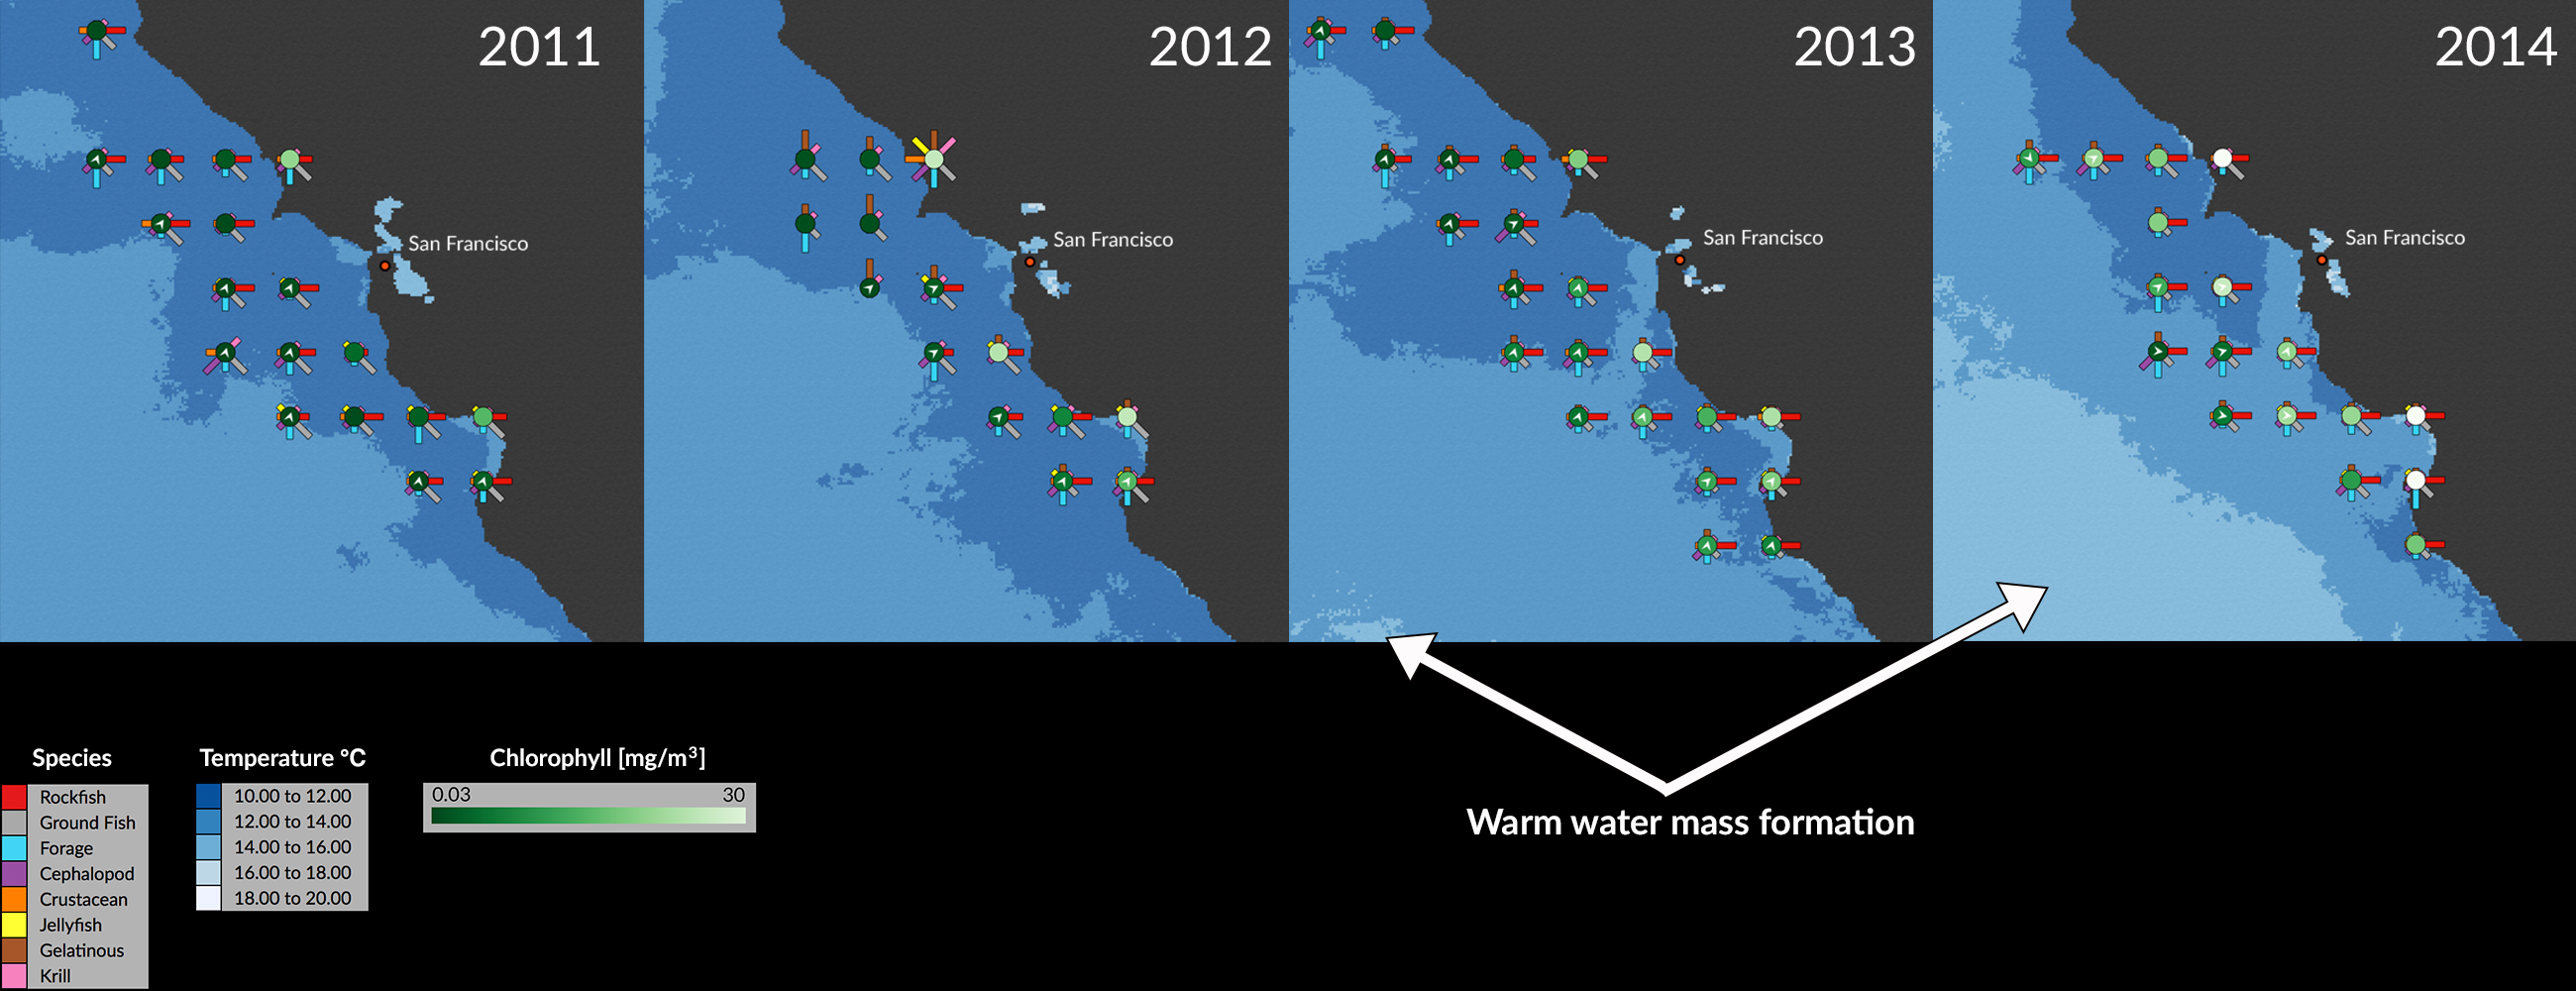 2011
2012
2013
2014
San Francisco
San Francisco
San Francisco
San Francisco
Species
Rockfish
Ground Fish
Forage
Cephalopod
Crustacean
Jellyfish
Gelatinous
Krill
Temperature °C
10.00 to 12.00
12.00 to 14.00
14.00 to 16.00
16.00 to 18.00
18.00 to 20.00
Chlorophyll [mg/m³]
0.03 30
Warm water mass formation